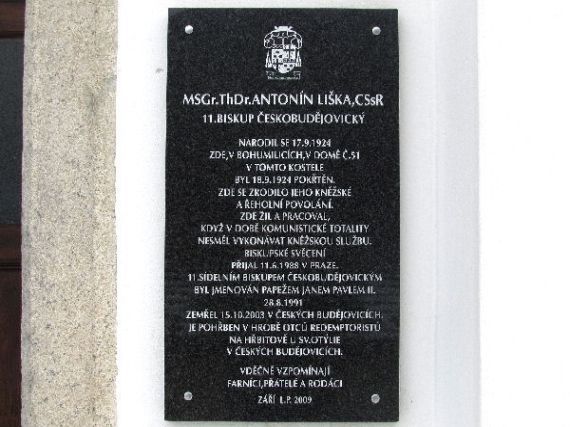 MSGr.ThDr.ANTONÍN LIŠKA,CSsR
11.BISKUP ČESKOBUDĚJOVICKÝ
NARODIL SE 17.9.1924
ZDE,V BOHUMILICÍCH,V DOMĚ Č.51
V TOMTO KOSTELE
BYL 18.9.1924 POKŘTĚN.
ZDE SE ZRODILO JEHO KNĚŽSKÉ
A ŘEHOLNÍ POVOLÁNÍ.
ZDE ŽIL A PRACOVAL,
KDYŽ V DOBĚ KOMUNISTICKÉ TOTALITY
NESMĚL VYKONÁVAT KNĚŽSKOU SLUŽBU.
BISKUPSKÉ SVĚCENÍ
PŘIJAL 11.6.1988 V PRAZE.
11.SÍDELNÍM BISKUPEM ČESKOBUDĚJOVICKÝM
BYL JMENOVÁN PAPEŽEM JANEM PAVLEM II.
28.8.1991
ZEMŘEL 15.10.2003 V ČESKÝCH BUDĚJOVICÍCH.
JE POHŘBEN V HROBĚ OTCŮ REDEMPTORISTŮ
NA HŘBITOVĚ U SV.OTÝLIE
V ČESKÝCH BUDĚJOVICÍCH.
VDĚČNĚ VZPOMÍNAJÍ
FARNÍCI,PŘÁTELÉ A RODÁCI
ZÁŘÍ L.P. 2009